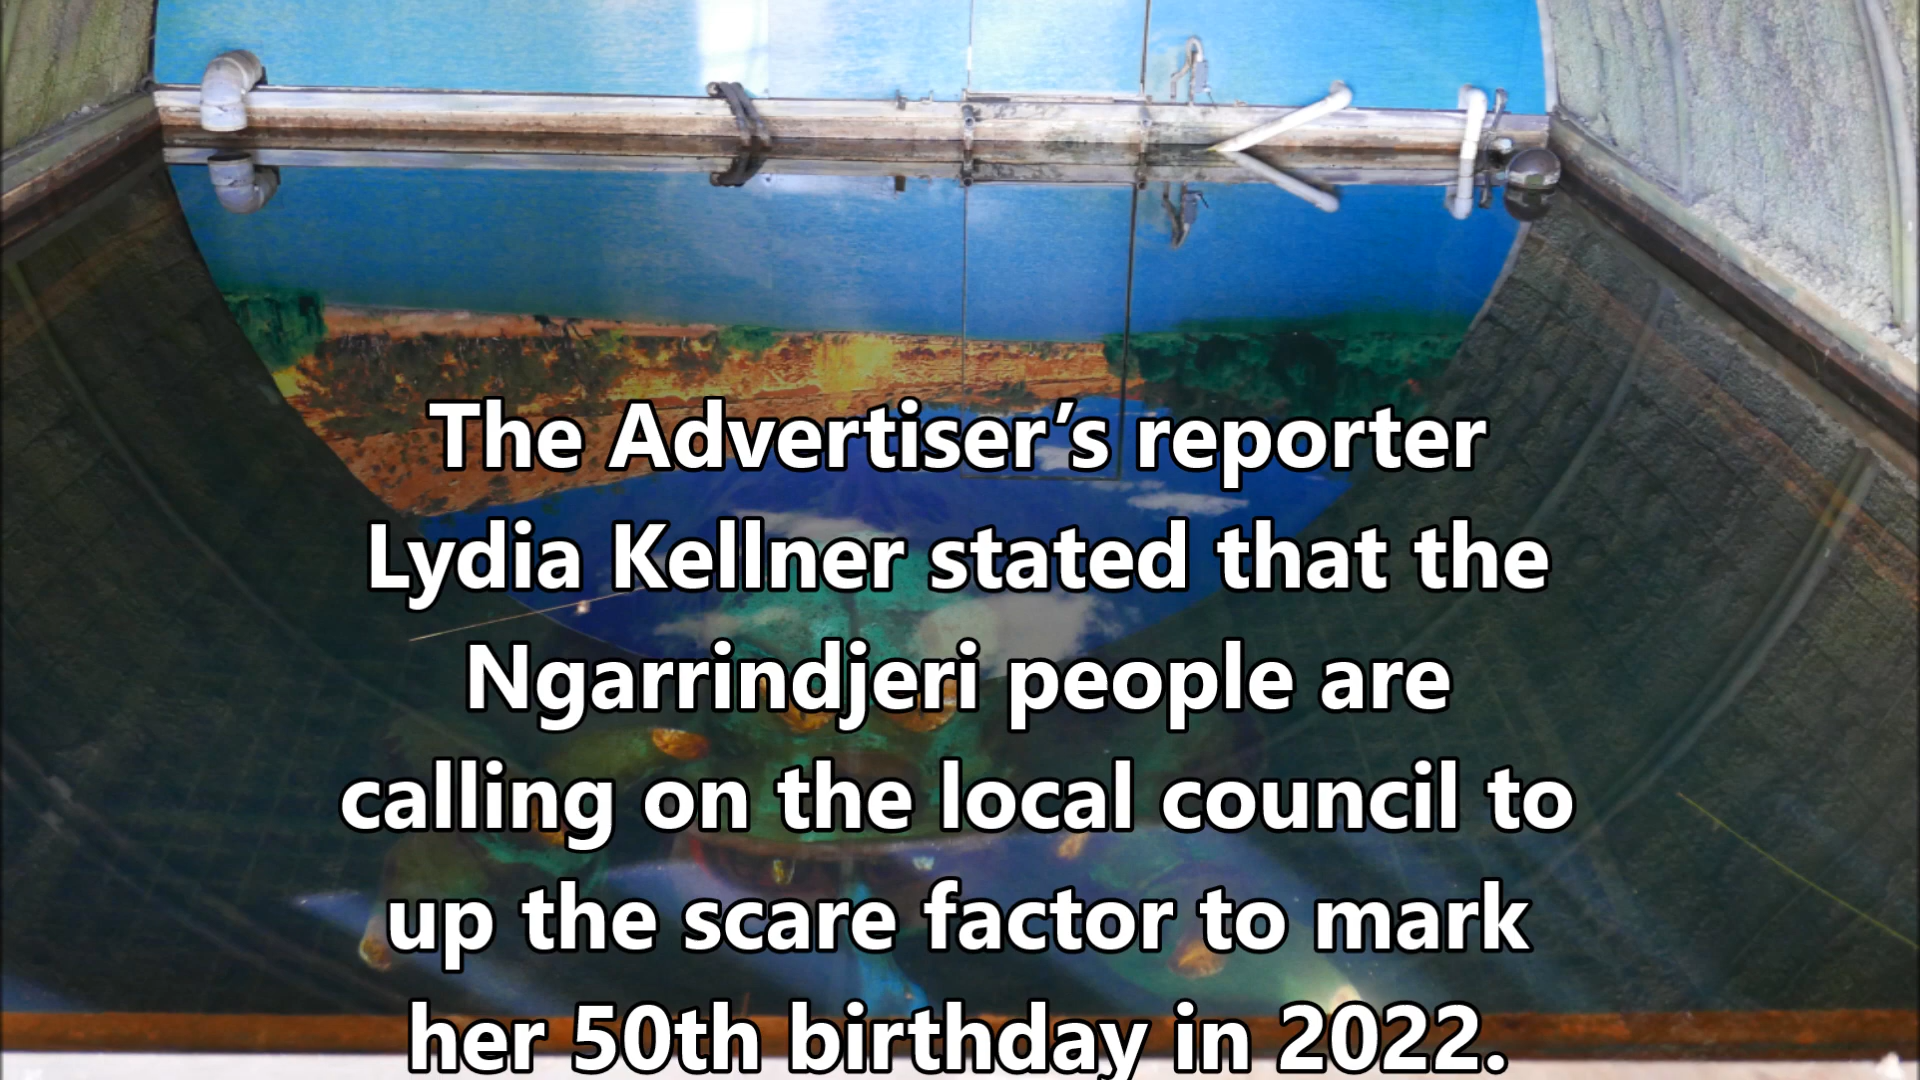 The Advertiser’s reporter
Lydia Kellner stated that the
Ngarrindjeri people are
calling on the local council to
up the scare factor to mark
her 50th birthday in 2022.